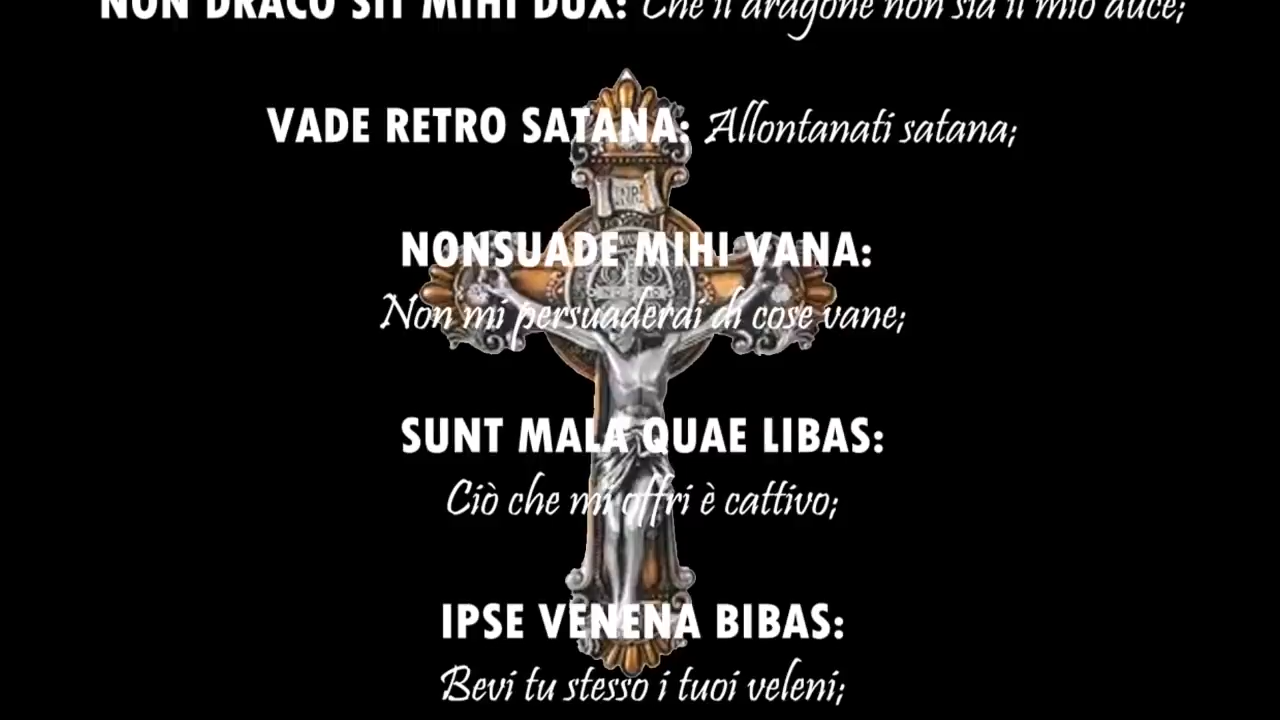 NON DRACO SIT MIHI DUX: Che il dragone non sia il mio duce;
VADE RETRO SATANA: Allontanati satana;
INRI
NONSUADE MIHI VANA:
Non mi persuaderai di cose vane;
SUNT MALA QUAE LIBAS:
Ciò che mi offri è cattivo;
IPSE VENENA BIBAS:
Bevi tu stesso i tuoi veleni;